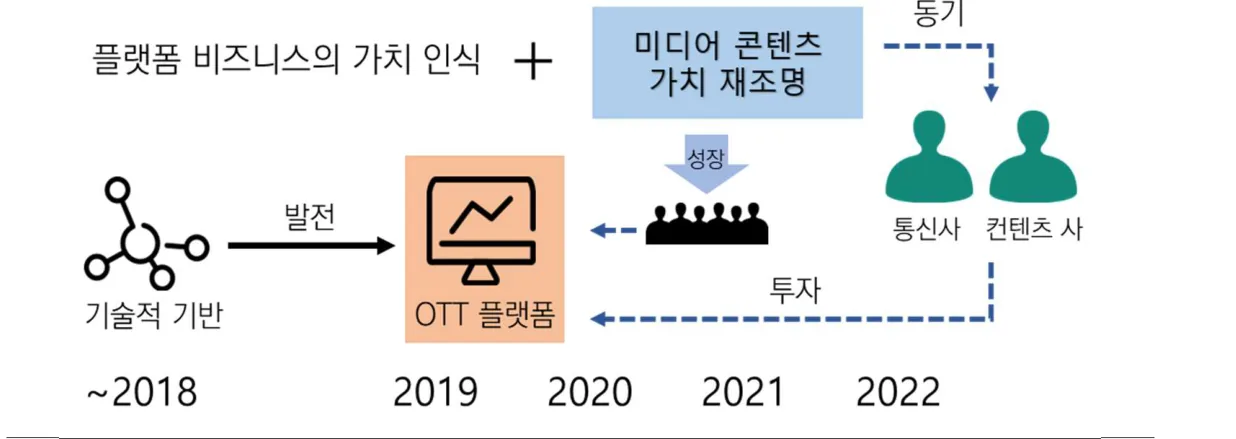 동기
플랫폼 비즈니스의 가치 인식 +
미디어 콘텐츠
가치 재조명
성장
발전
통신사
컨텐츠 사
투자
기술적 기반
OTT 플랫폼
~2018
2019
2020
2021
2022